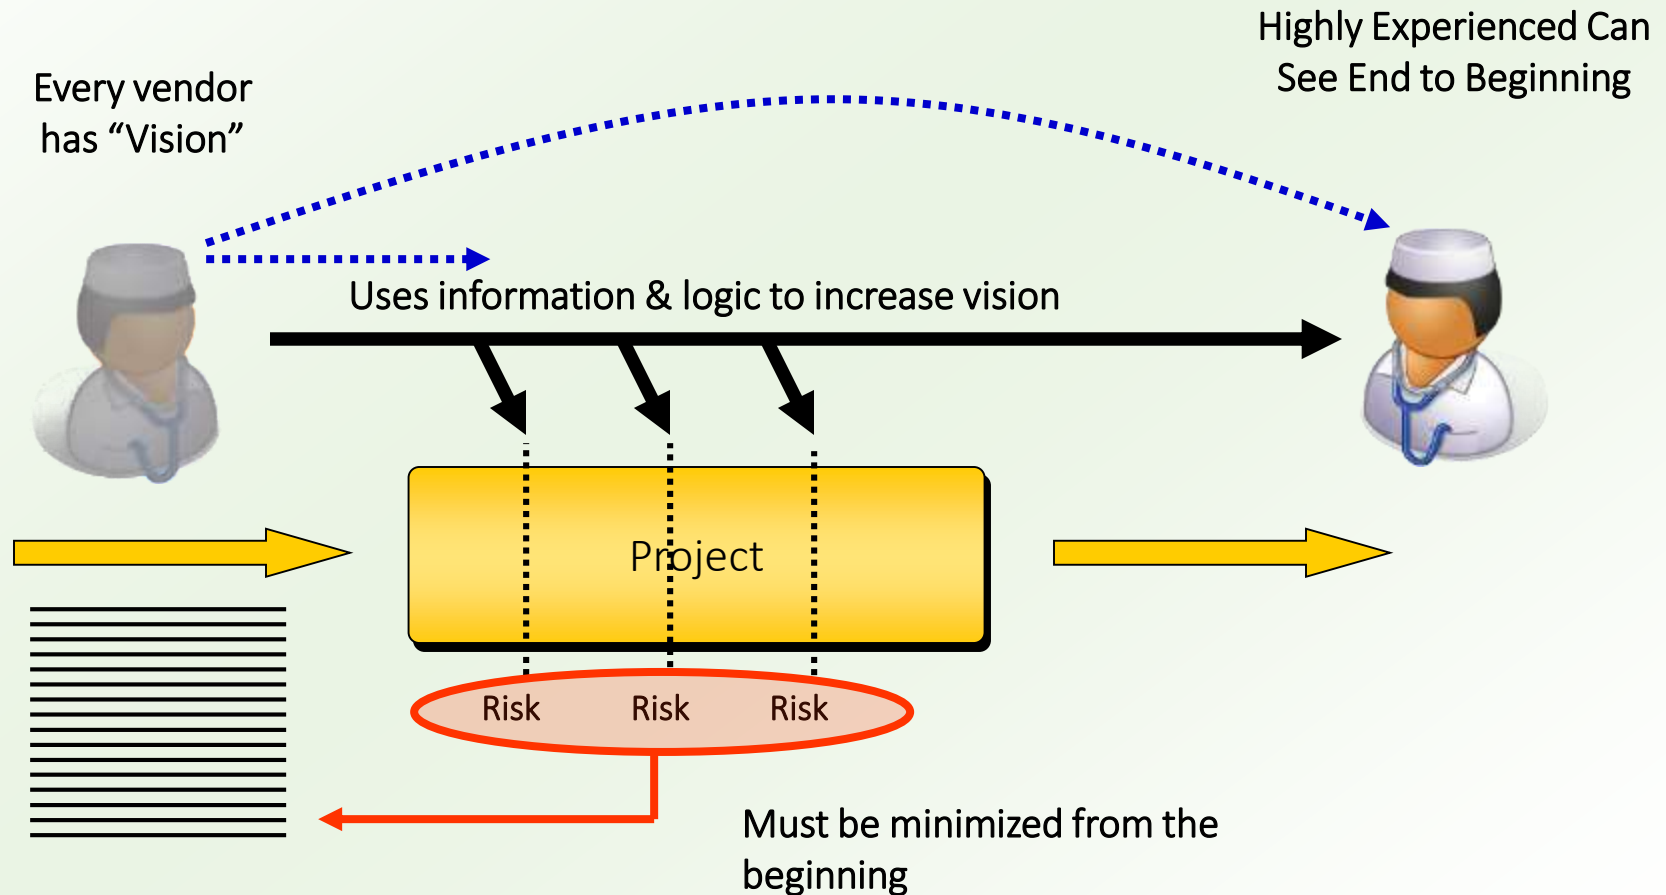 Highly Experienced Can
See End to Beginning
Every vendor
has “Vision”
Uses information & logic to increase vision
Project
Risk Risk Risk
Must be minimized from the
beginning